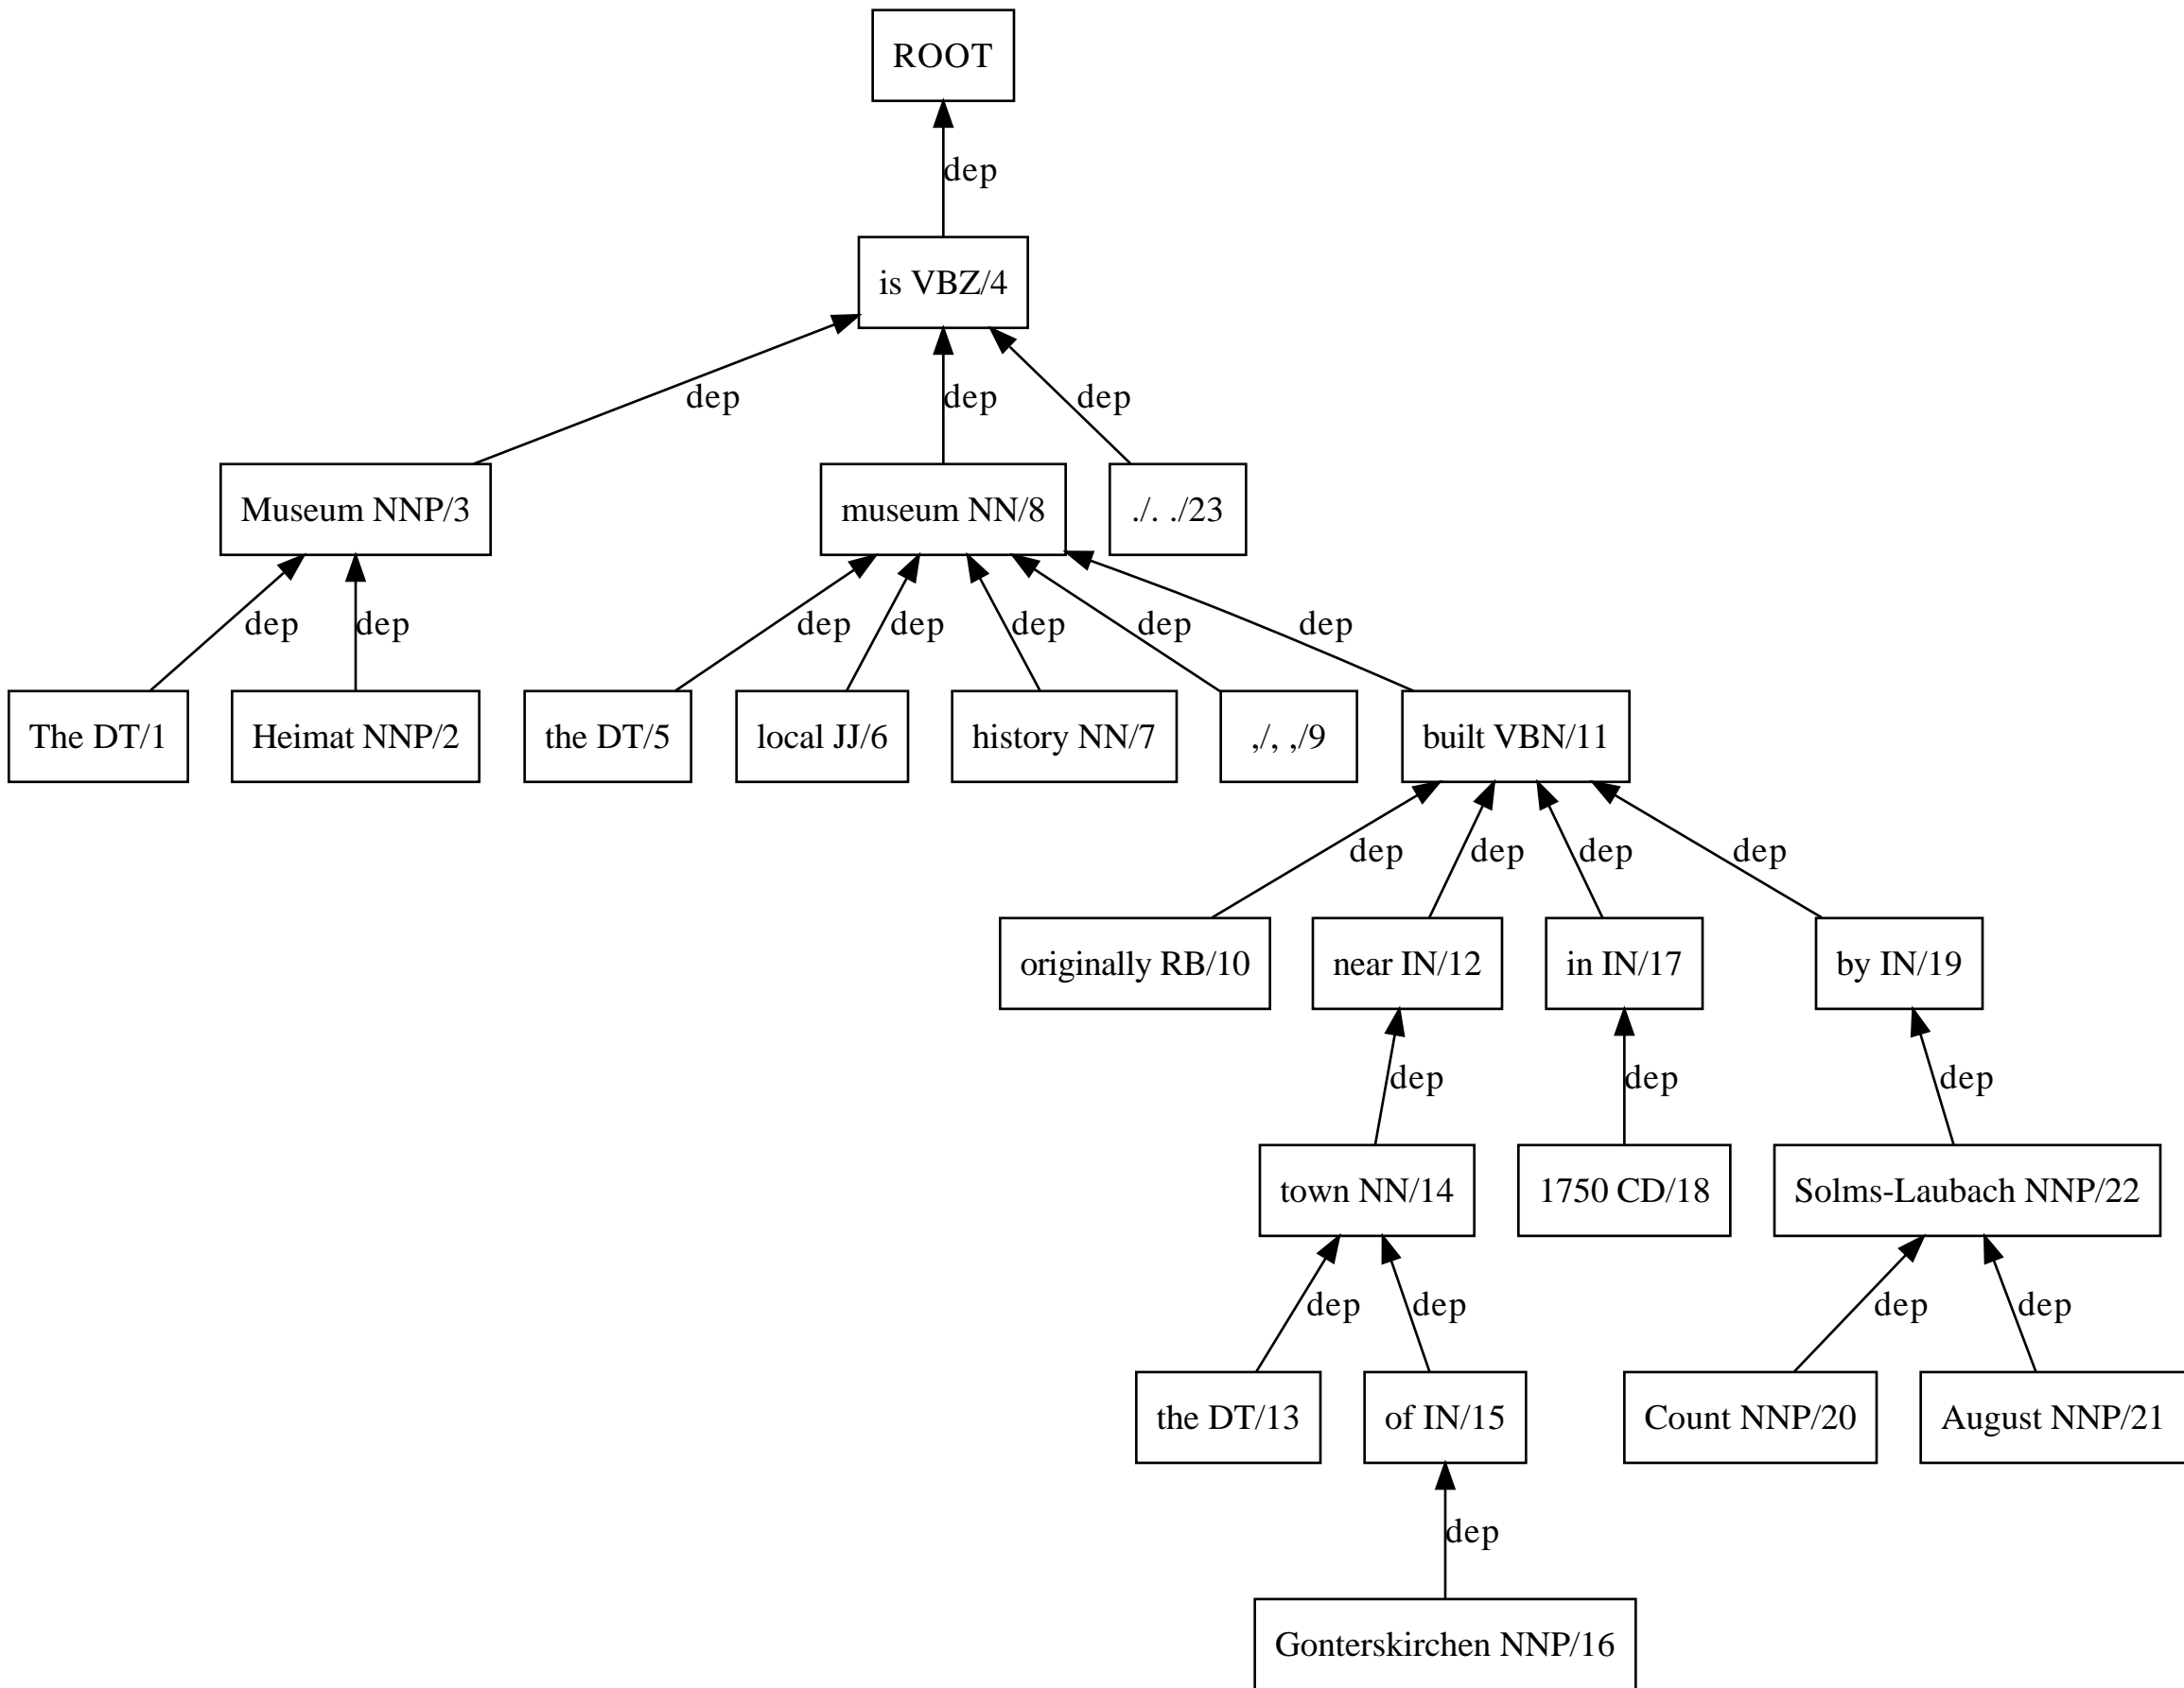 ROOT
dep
is VBZ/4
dep dep dep
Museum NNP/3 museum NN/8 ./. ./23
dep dep dep dep dep dep dep
The DT/1 Heimat NNP/2 the DT/5 local JJ/6 history NN/7 ,/, ,/9 built VBN/11
dep dep dep dep
originally RB/10 near IN/12 in IN/17 by IN/19
dep dep dep
town NN/14 1750 CD/18 Solms-Laubach NNP/22
dep dep dep dep
the DT/13 of IN/15 Count NNP/20 August NNP/21
dep
Gonterskirchen NNP/16